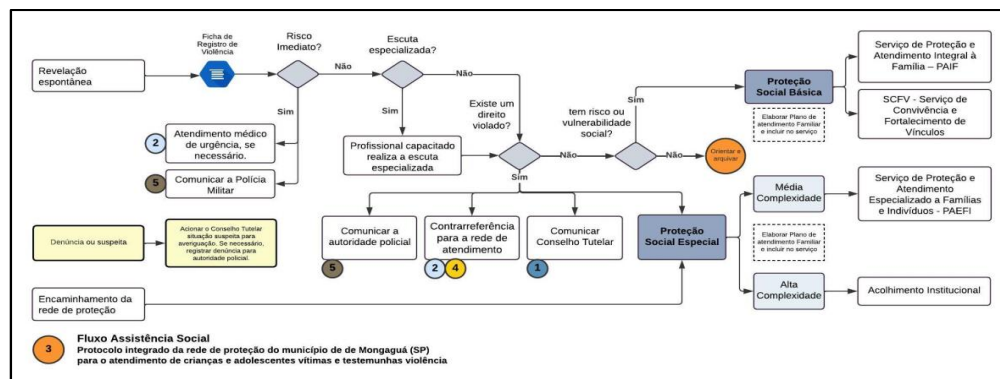 Revelação
espontânea
Ficha de
Registro de
Violência
Risco
Imediato?
Não
Sim
Escuta
especializada?
Não
Sim
2
Atendimento médico
de urgência, se
necessário.
5
Comunicar a Polícia
Militar
Profissional capacitado
realiza a escuta
especializada
Existe um
direito
violado?
Não
Sim
tem risco ou
vulnerabilidade
social?
Sim
Não
Orientar e
arquivar
Proteção
Social Básica
Elaborar Plano de
atendimento Familiar
e incluir no serviço
Serviço de Proteção e
Atendimento Integral à
Família – PAIF
SCFV - Serviço de
Convivência e
Fortalecimento de
Vínculos
Denúncia ou suspeita
Acionar o Conselho Tutelar
situação suspeita para
averiguação. Se necessário,
registrar denúncia para
autoridade policial.
Comunicar a
autoridade policial
5
Contrarreferência
para a rede de
atendimento
2
4
Comunicar
Conselho Tutelar
1
Proteção
Social Especial
Média
Complexidade
Elaborar Plano de
atendimento Familiar
e incluir no serviço
Alta
Complexidade
Serviço de Proteção e
Atendimento
Especializado a Famílias
e Indivíduos - PAEFI
Acolhimento Institucional
Encaminhamento da
rede de proteção
3
Fluxo Assistência Social
Protocolo integrado da rede de proteção do município de de Mongaguá (SP)
para o atendimento de crianças e adolescentes vítimas e testemunhas violência